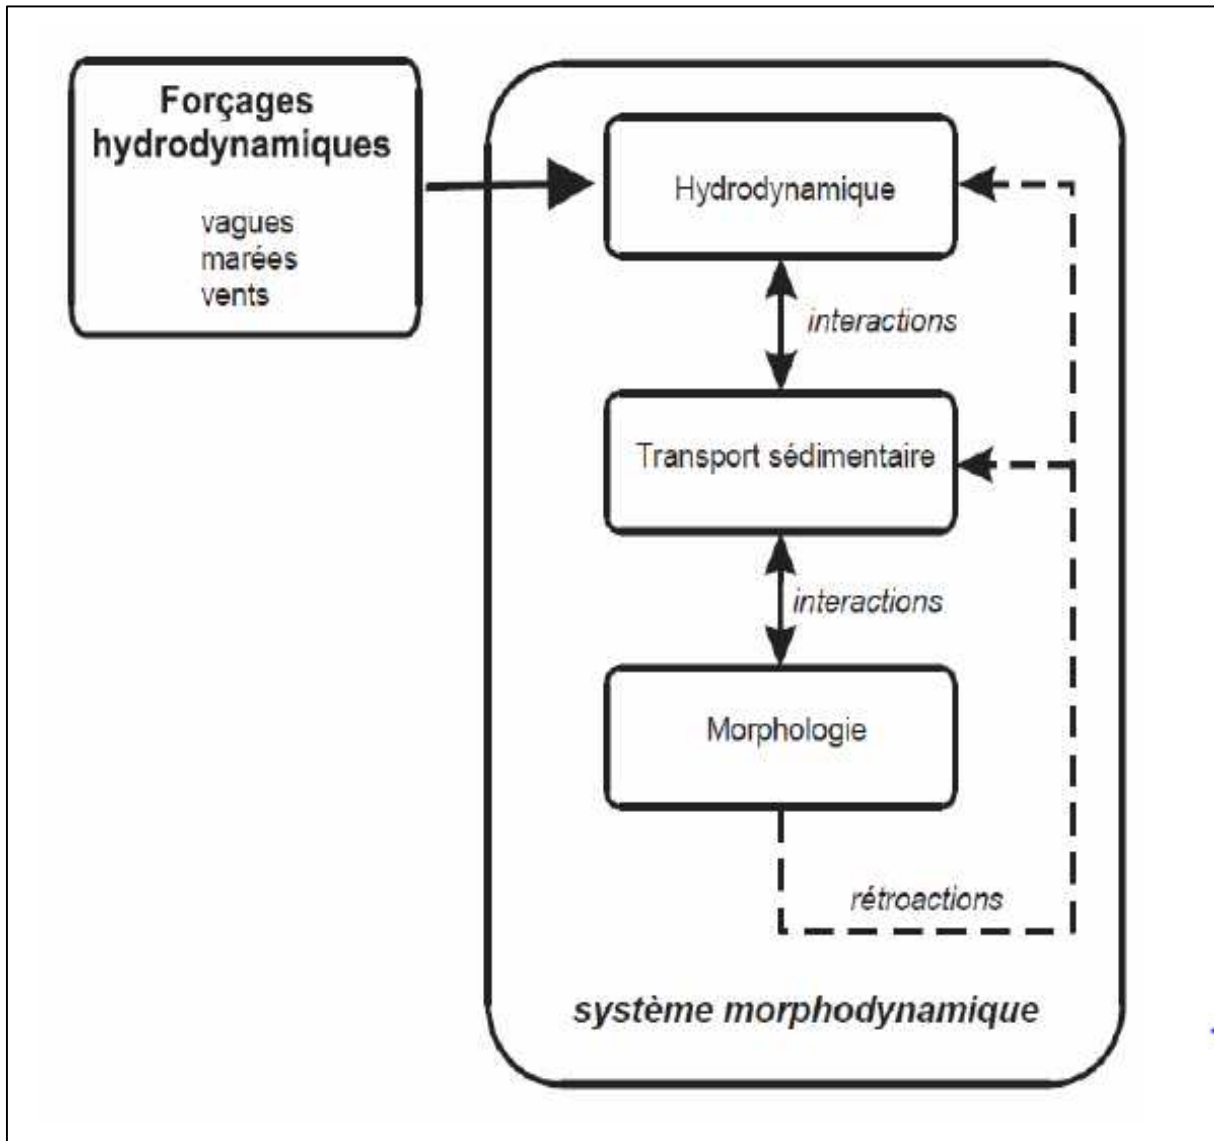 Forçages
hydrodynamiques
vagues
marées
vents
Hydrodynamique
interactions
Transport sédimentaire
interactions
Morphologie
rétroactions
système morphodynamique